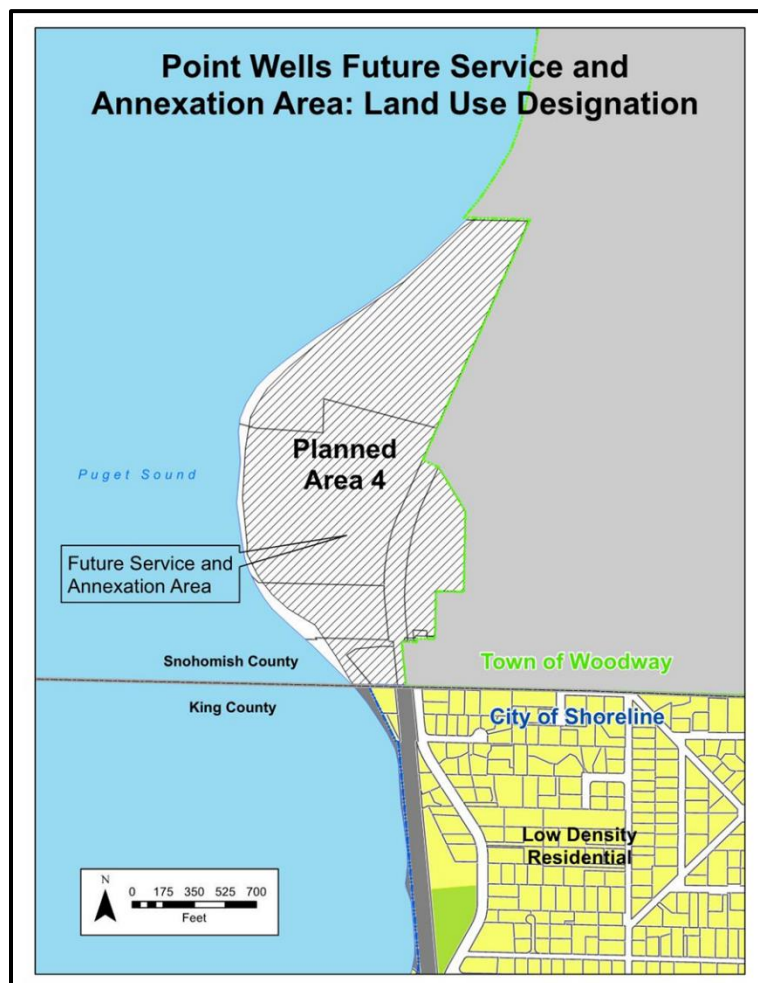 Point Wells Future Service and
Annexation Area: Land Use Designation
Planned
Area 4
Puget Sound
Future Service and
Annexation Area
Snohomish County
Town of Woodway
King County
City of Shoreline
Low Density
Residential
N
0 175 350 525 700
Feet